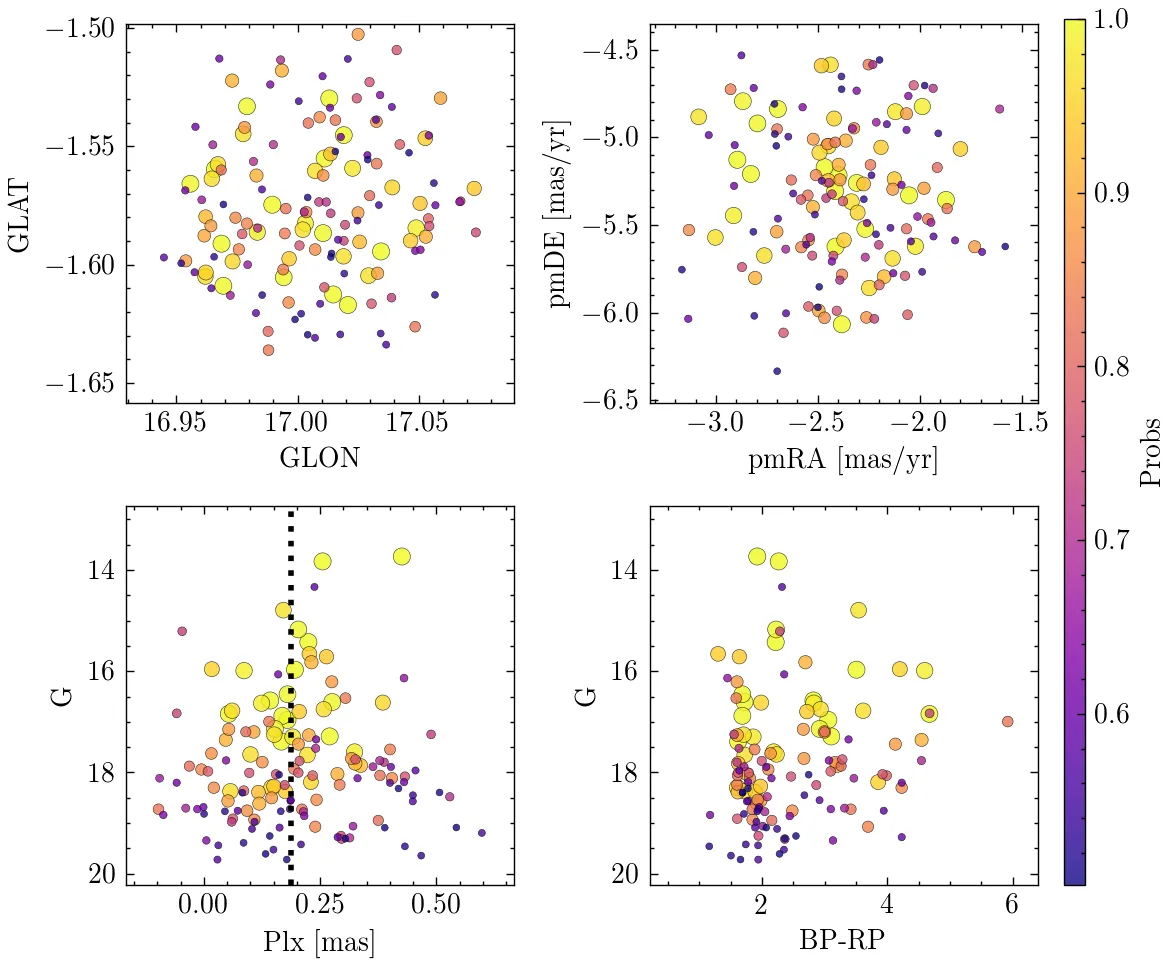 −1.50
−1.55
−1.60
−1.65
GLAT
16.95 17.00 17.05
GLON
−4.5
−5.0
−5.5
−6.0
−6.5
pmDE [mas/yr]
−3.0 −2.5 −2.0 −1.5
pmRA [mas/yr]
14
16
18
20
G
0.00 0.25 0.50
Plx [mas]
14
16
18
20
G
2 4 6
BP-RP
1.0
0.9
0.8
0.7
0.6
Probs